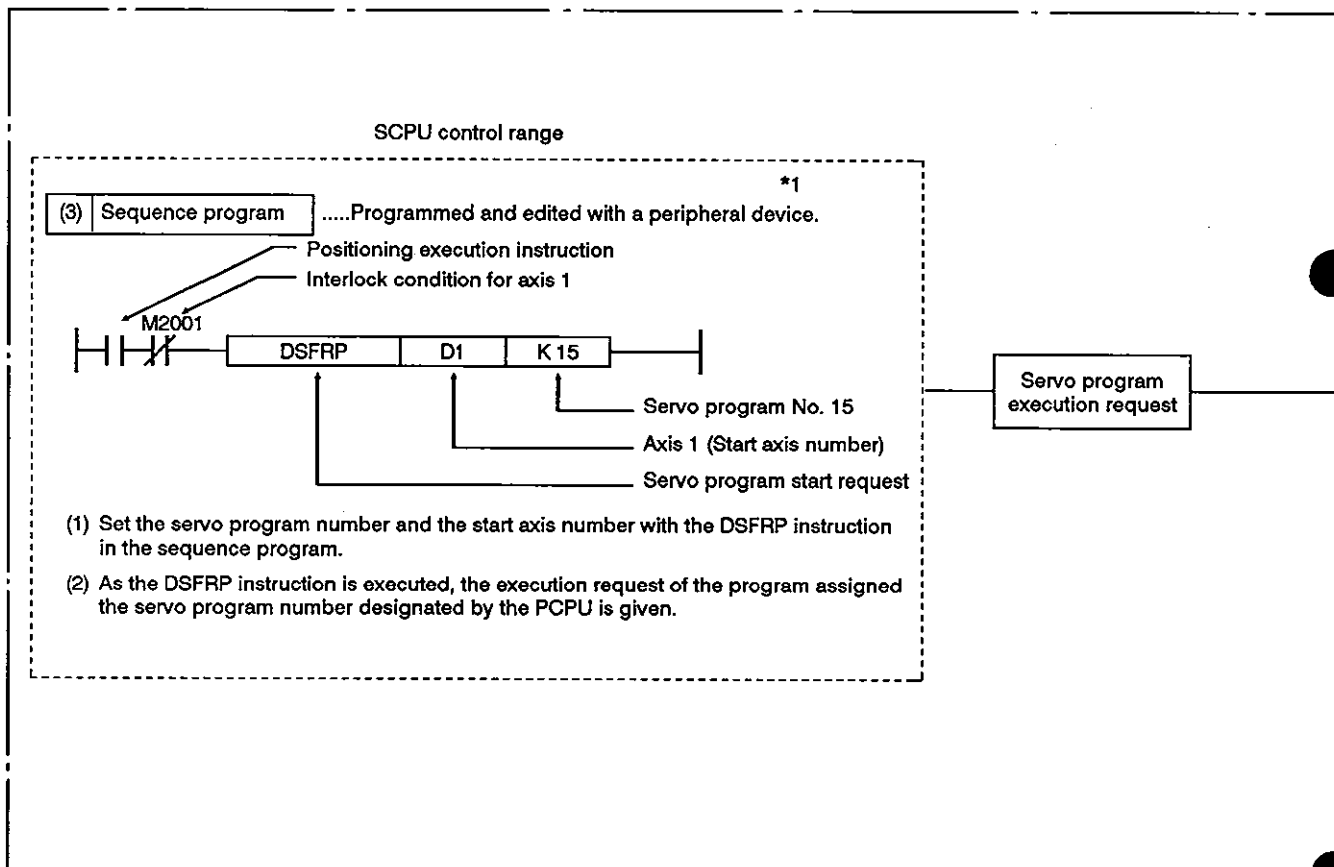 SCPU control range
*1
(3) Sequence program .....Programmed and edited with a peripheral device.
Positioning execution instruction
Interlock condition for axis 1
M2001
DSFRP D1 K 15
Servo program No. 15
Axis 1 (Start axis number)
Servo program start request
Servo program
execution request
(1) Set the servo program number and the start axis number with the DSFRP instruction
in the sequence program.
(2) As the DSFRP instruction is executed, the execution request of the program assigned
the servo program number designated by the PCPU is given.